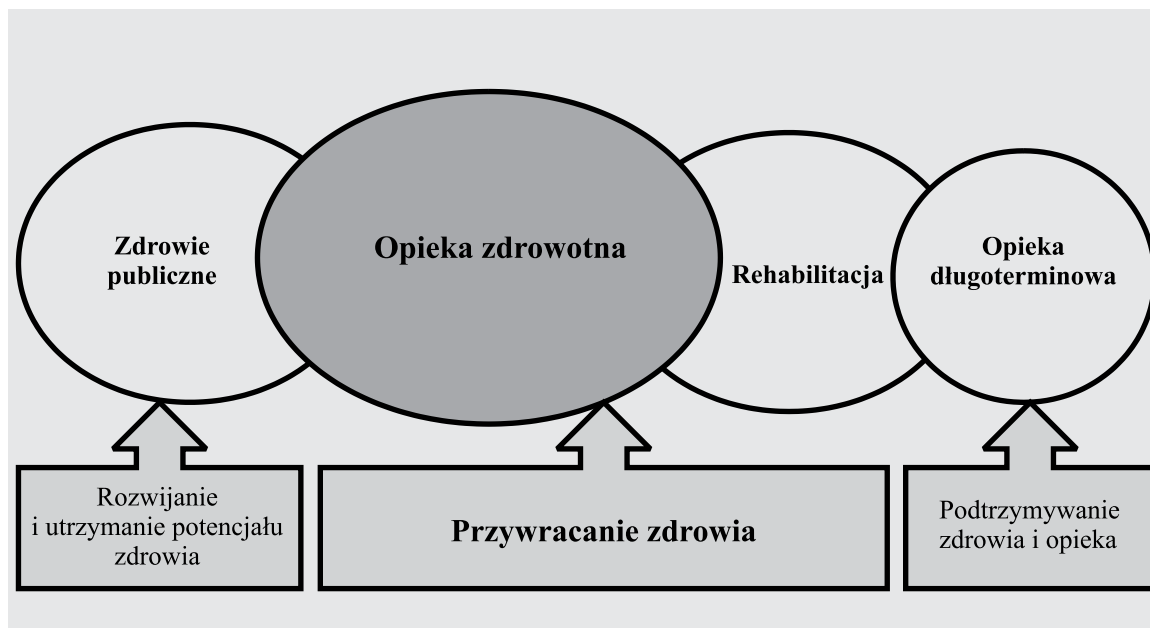 Zdrowie
publiczne
Opieka zdrowotna
Rehabilitacja
Opieka
długoterminowa
Rozwijanie
i utrzymanie potencjału
zdrowia
Przywracanie zdrowia
Podtrzymywanie
zdrowia i opieka